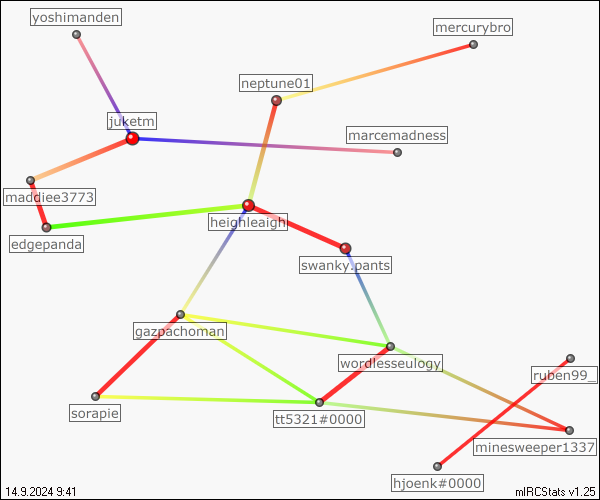 yoshimanden
mercurybro
neptune01
juketm
marcemadness
maddiee3773
heighleaigh
edgepanda
swanky.pants
gazpachoman
wordlesseulogy
ruben99_
sorapie
tt5321#0000
minesweeper1337
hjoenk#0000
14.9.2024 9:41
mIRCStats v1.25